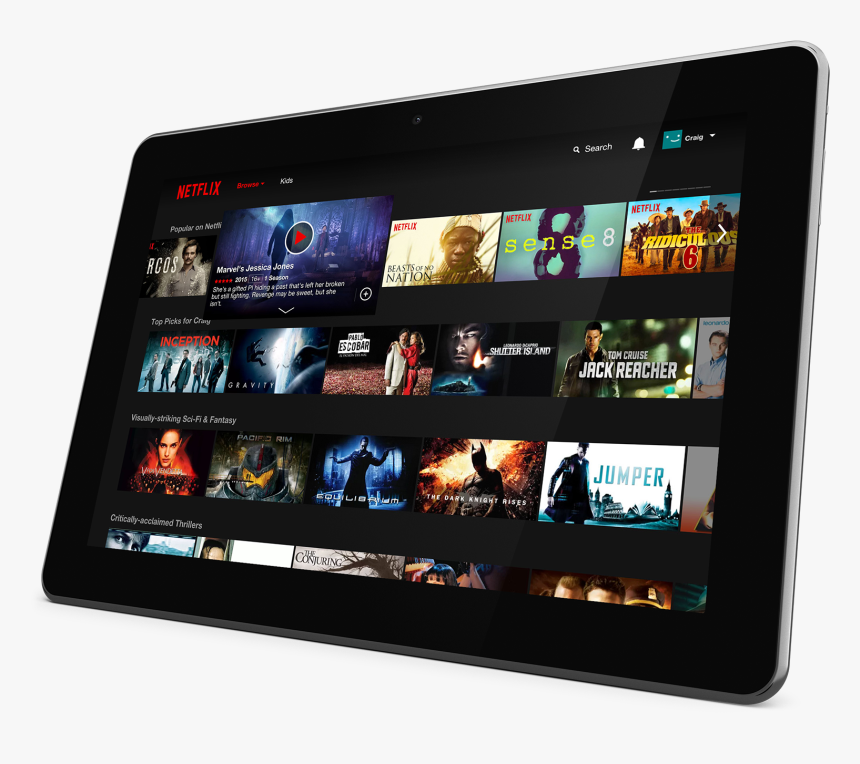 Search
Craig
NETFLIX
Browse
Kids
Popular on Netfli
RCOS
Marvel's Jessica Jones
2015 16+ 1 Season
She's a gifted PI hiding a past that's left her broken
but still fighting. Revenge may be sweet, but she
isn't.
NETFLIX
BEASTS OF NO
NATION
NETFLIX
sense8
NETFLIX
THE
RIDICULOUS
6
Top Picks for Craig
INCEPTION
GRAVITY
PABLO
ESCOBAR
LEONARDO DICAPRIO
SHUTTER ISLAND
TOM CRUISE
JACK REACHER
leonardo
Visually-striking Sci-Fi & Fantasy
PACIFIC RIM
EQUILIBRIUM
THE DARK KNIGHT RISES
JUMPER
Critically-acclaimed Thrillers
THE
CONJURING